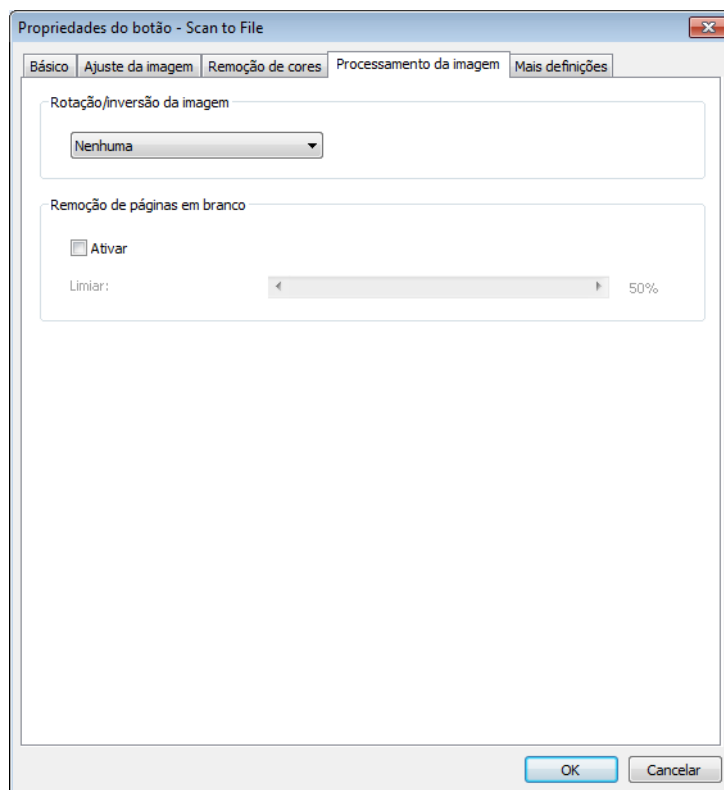 Propriedades do botão - Scan to File
Básico Ajuste da imagem Remoção de cores Processamento da imagem Mais definições
Rotação/inversão da imagem
Nenhuma
Remoção de páginas em branco
Ativar
Limiar: 50%
OK Cancelar